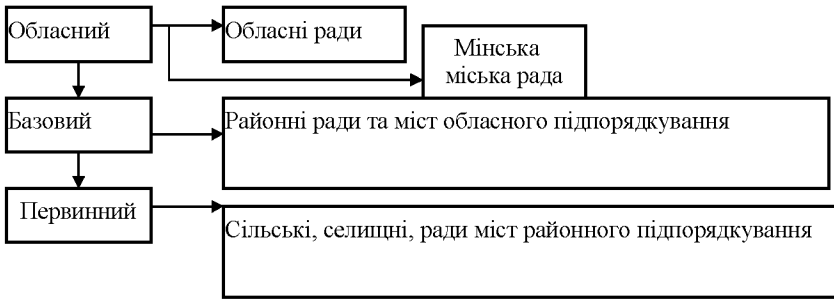 Обласний
Обласні ради
Мінська
міська рада
Базовий
Районні ради та міст обласного підпорядкування
Первинний
Сільські, селищні, ради міст районного підпорядкування